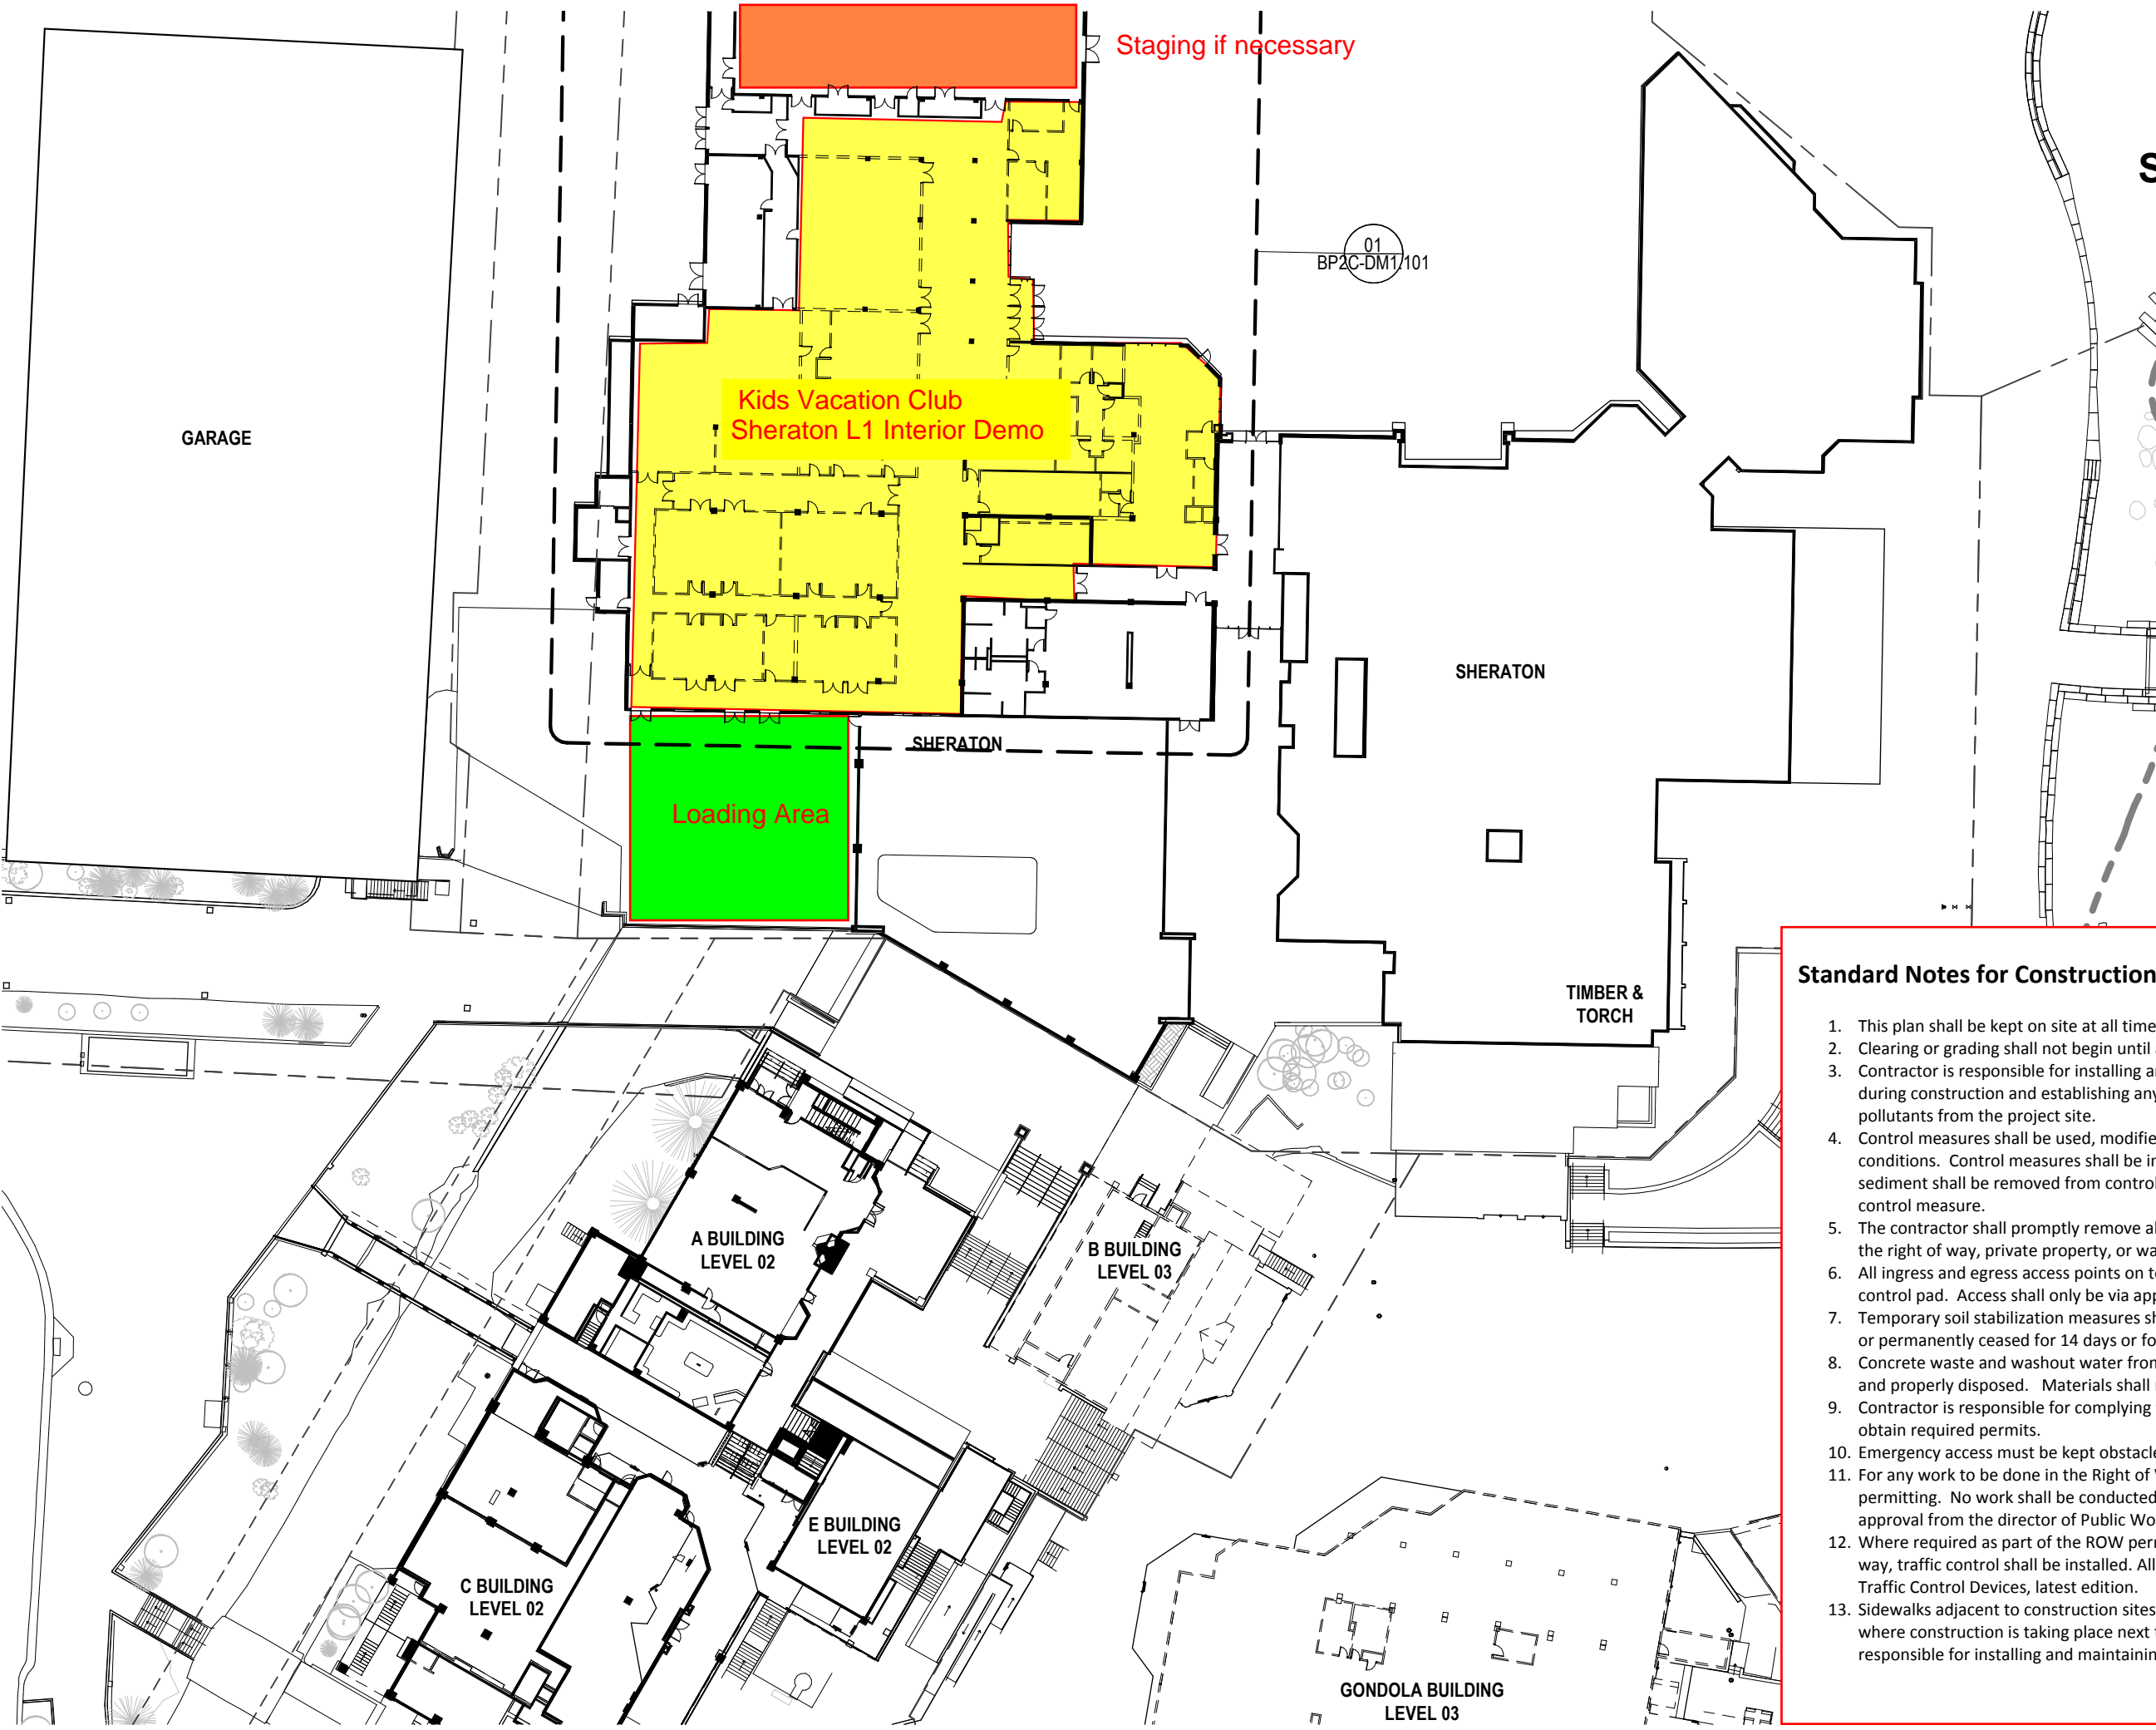 Staging if necessary
S
01
BP2C-DM1.101
Kids Vacation Club
Sheraton L1 Interior Demo
GARAGE
SHERATON
SHERATON
Loading Area
TIMBER &
TORCH
A BUILDING
LEVEL 02
B BUILDING
LEVEL 03
E BUILDING
LEVEL 02
C BUILDING
LEVEL 02
GONDOLA BUILDING
LEVEL 03
Standard Notes for Construction
1. This plan shall be kept on site at all time
2. Clearing or grading shall not begin until
3. Contractor is responsible for installing a
during construction and establishing any
pollutants from the project site.
4. Control measures shall be used, modifie
conditions. Control measures shall be in
sediment shall be removed from control
control measure.
5. The contractor shall promptly remove al
the right of way, private property, or wa
6. All ingress and egress access points on t
control pad. Access shall only be via app
7. Temporary soil stabilization measures sh
or permanently ceased for 14 days or fo
8. Concrete waste and washout water from
and properly disposed. Materials shall
9. Contractor is responsible for complying
obtain required permits.
10. Emergency access must be kept obstacle
11. For any work to be done in the Right of
permitting. No work shall be conducted
approval from the director of Public Wo
12. Where required as part of the ROW per
way, traffic control shall be installed. All
Traffic Control Devices, latest edition.
13. Sidewalks adjacent to construction sites
where construction is taking place next
responsible for installing and maintainin